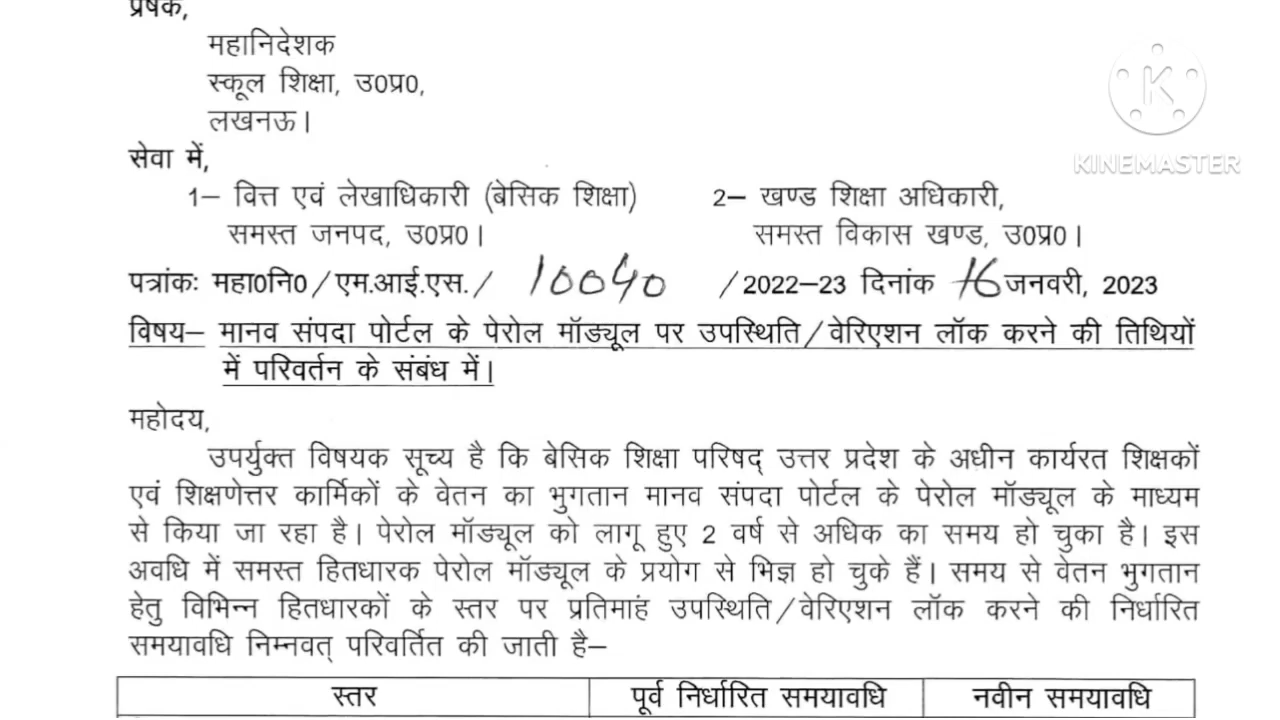 प्रेषक,
महानिदेशक
स्कूल शिक्षा, उ0प्र0,
लखनऊ।
KINEMASTER
सेवा में,
1– वित्त एवं लेखाधिकारी (बेसिक शिक्षा) 2– खण्ड शिक्षा अधिकारी,
समस्त जनपद, उ0प्र0। समस्त विकास खण्ड, उ0प्र0।
पत्रांकः महा0नि0/एम.आई.एस./ 10040 /2022–23 दिनांक 16 जनवरी, 2023
विषय– मानव संपदा पोर्टल के पेरोल मॉड्यूल पर उपस्थिति/वेरिएशन लॉक करने की तिथियों
में परिवर्तन के संबंध में।
महोदय,
उपर्युक्त विषयक सूच्य है कि बेसिक शिक्षा परिषद् उत्तर प्रदेश के अधीन कार्यरत शिक्षकों
एवं शिक्षणेत्तर कार्मिकों के वेतन का भुगतान मानव संपदा पोर्टल के पेरोल मॉड्यूल के माध्यम
से किया जा रहा है। पेरोल मॉड्यूल को लागू हुए 2 वर्ष से अधिक का समय हो चुका है। इस
अवधि में समस्त हितधारक पेरोल मॉड्यूल के प्रयोग से भिज्ञ हो चुके हैं। समय से वेतन भुगतान
हेतु विभिन्न हितधारकों के स्तर पर प्रतिमांह उपस्थिति/वेरिएशन लॉक करने की निर्धारित
समयावधि निम्नवत् परिवर्तित की जाती है–
स्तर पूर्व निर्धारित समयावधि नवीन समयावधि